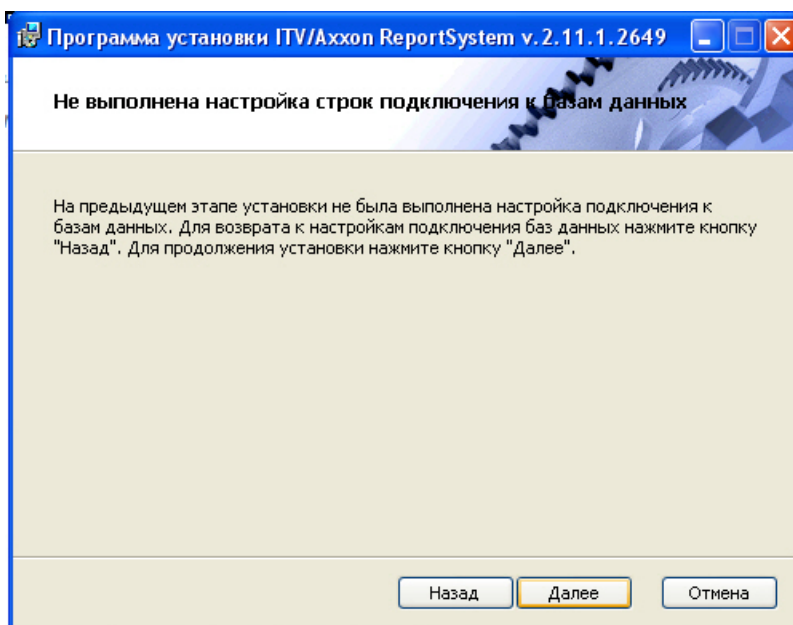 Программа установки ITV/Axxon ReportSystem v.2.11.1.2649
Не выполнена настройка строк подключения к базам данных
На предыдущем этапе установки не была выполнена настройка подключения к
базам данных. Для возврата к настройкам подключения баз данных нажмите кнопку
"Назад". Для продолжения установки нажмите кнопку "Далее".
Назад Далее Отмена